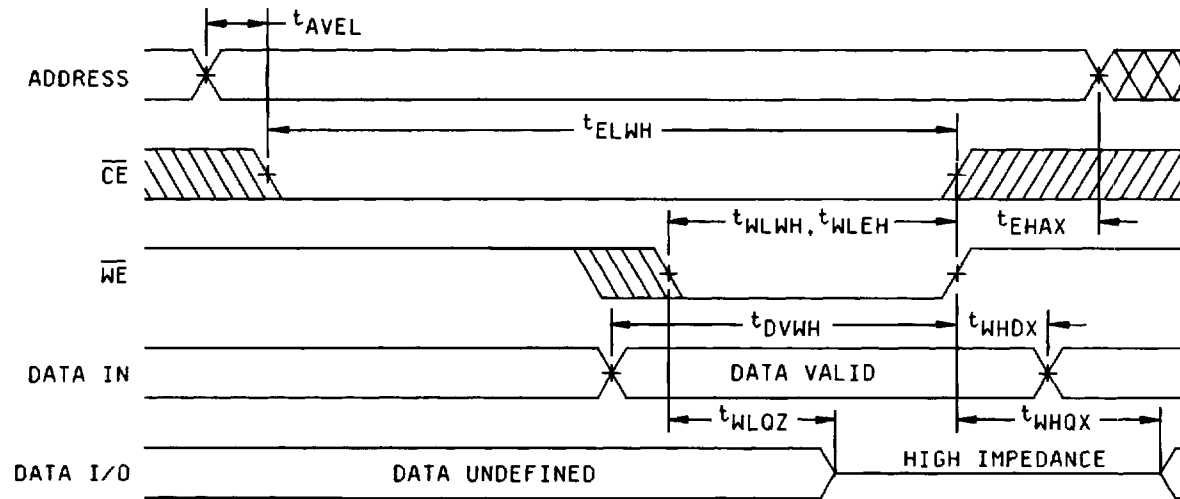 tAVEL
ADDRESS
tELWH
CE
tWLWH, tWLEH
tEHAX
WE
tDVWH
tWHDX
DATA IN
DATA VALID
tWLQZ
tWHQX
DATA I/O
DATA UNDEFINED
HIGH IMPEDANCE